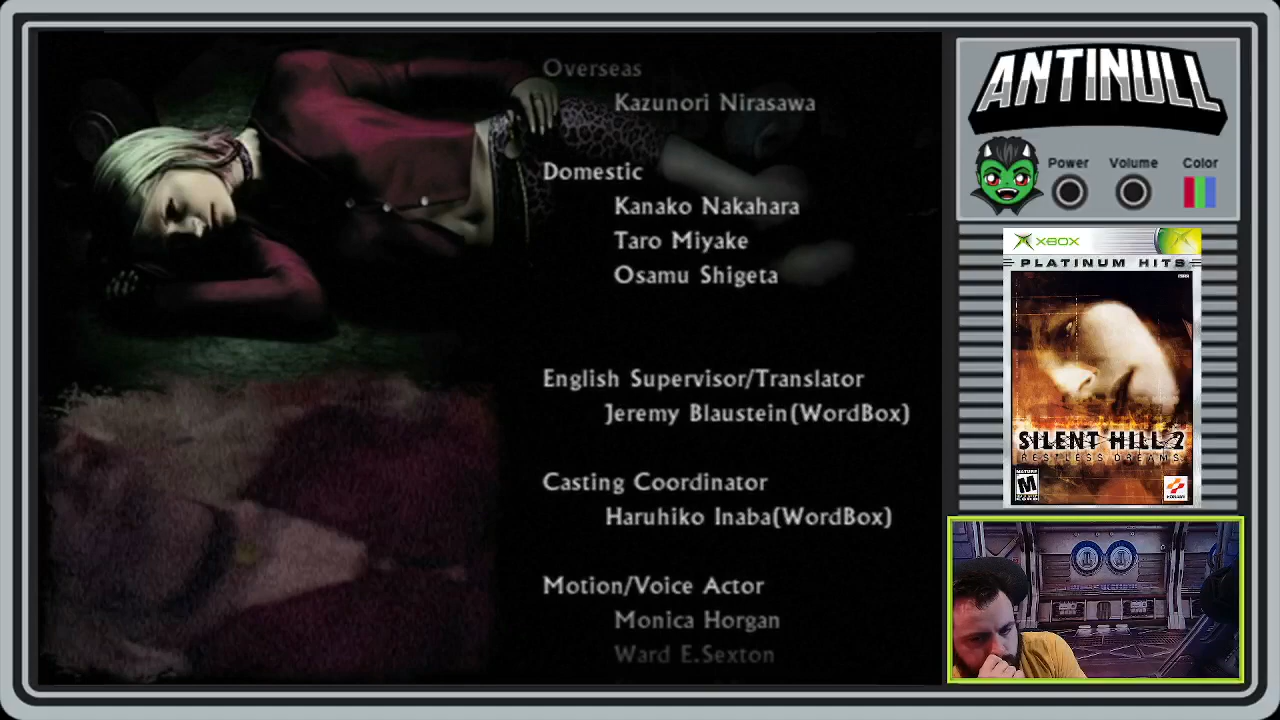 Overseas
Kazunori Nirasawa
Domestic
Kanako Nakahara
Taro Miyake
Osamu Shigeta
English Supervisor/Translator
Jeremy Blaustein(WordBox)
Casting Coordinator
Haruhiko Inaba(WordBox)
Motion/Voice Actor
Monica Horgan
Ward E.Sexton
ANTINULL
Power Volume Color
XBOX
PLATINUM HITS
SILENT HILL 2
RESTLESS DREAMS
MATURE
M
KONAMI